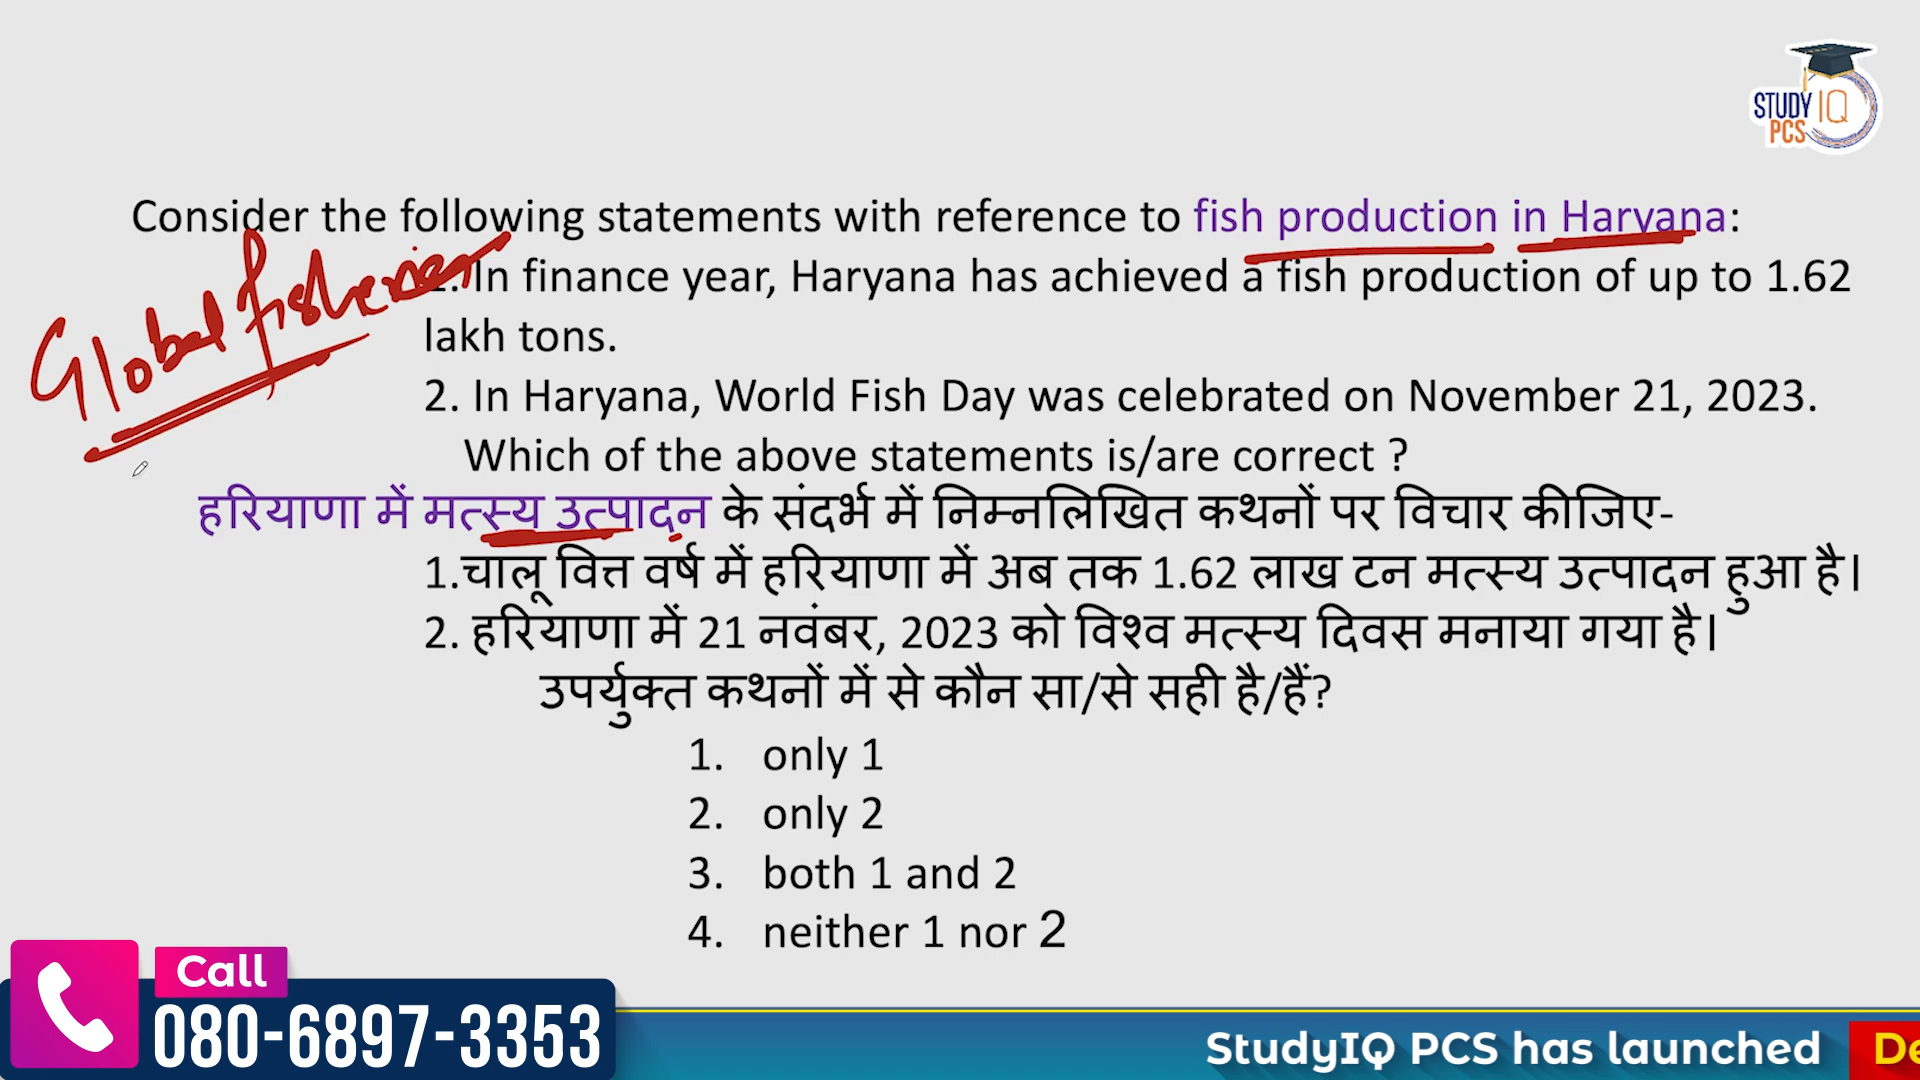 STUDY IQ
PCS
Consider the following statements with reference to fish production in Haryana:
Global fisheries
1. In finance year, Haryana has achieved a fish production of up to 1.62
lakh tons.
2. In Haryana, World Fish Day was celebrated on November 21, 2023.
Which of the above statements is/are correct ?
हरियाणा में मत्स्य उत्पादन के संदर्भ में निम्नलिखित कथनों पर विचार कीजिए-
1.चालू वित्त वर्ष में हरियाणा में अब तक 1.62 लाख टन मत्स्य उत्पादन हुआ है।
2. हरियाणा में 21 नवंबर, 2023 को विश्व मत्स्य दिवस मनाया गया है।
उपर्युक्त कथनों में से कौन सा/से सही है/हैं?
1. only 1
2. only 2
3. both 1 and 2
4. neither 1 nor 2
Call
080-6897-3353
StudyIQ PCS has launched